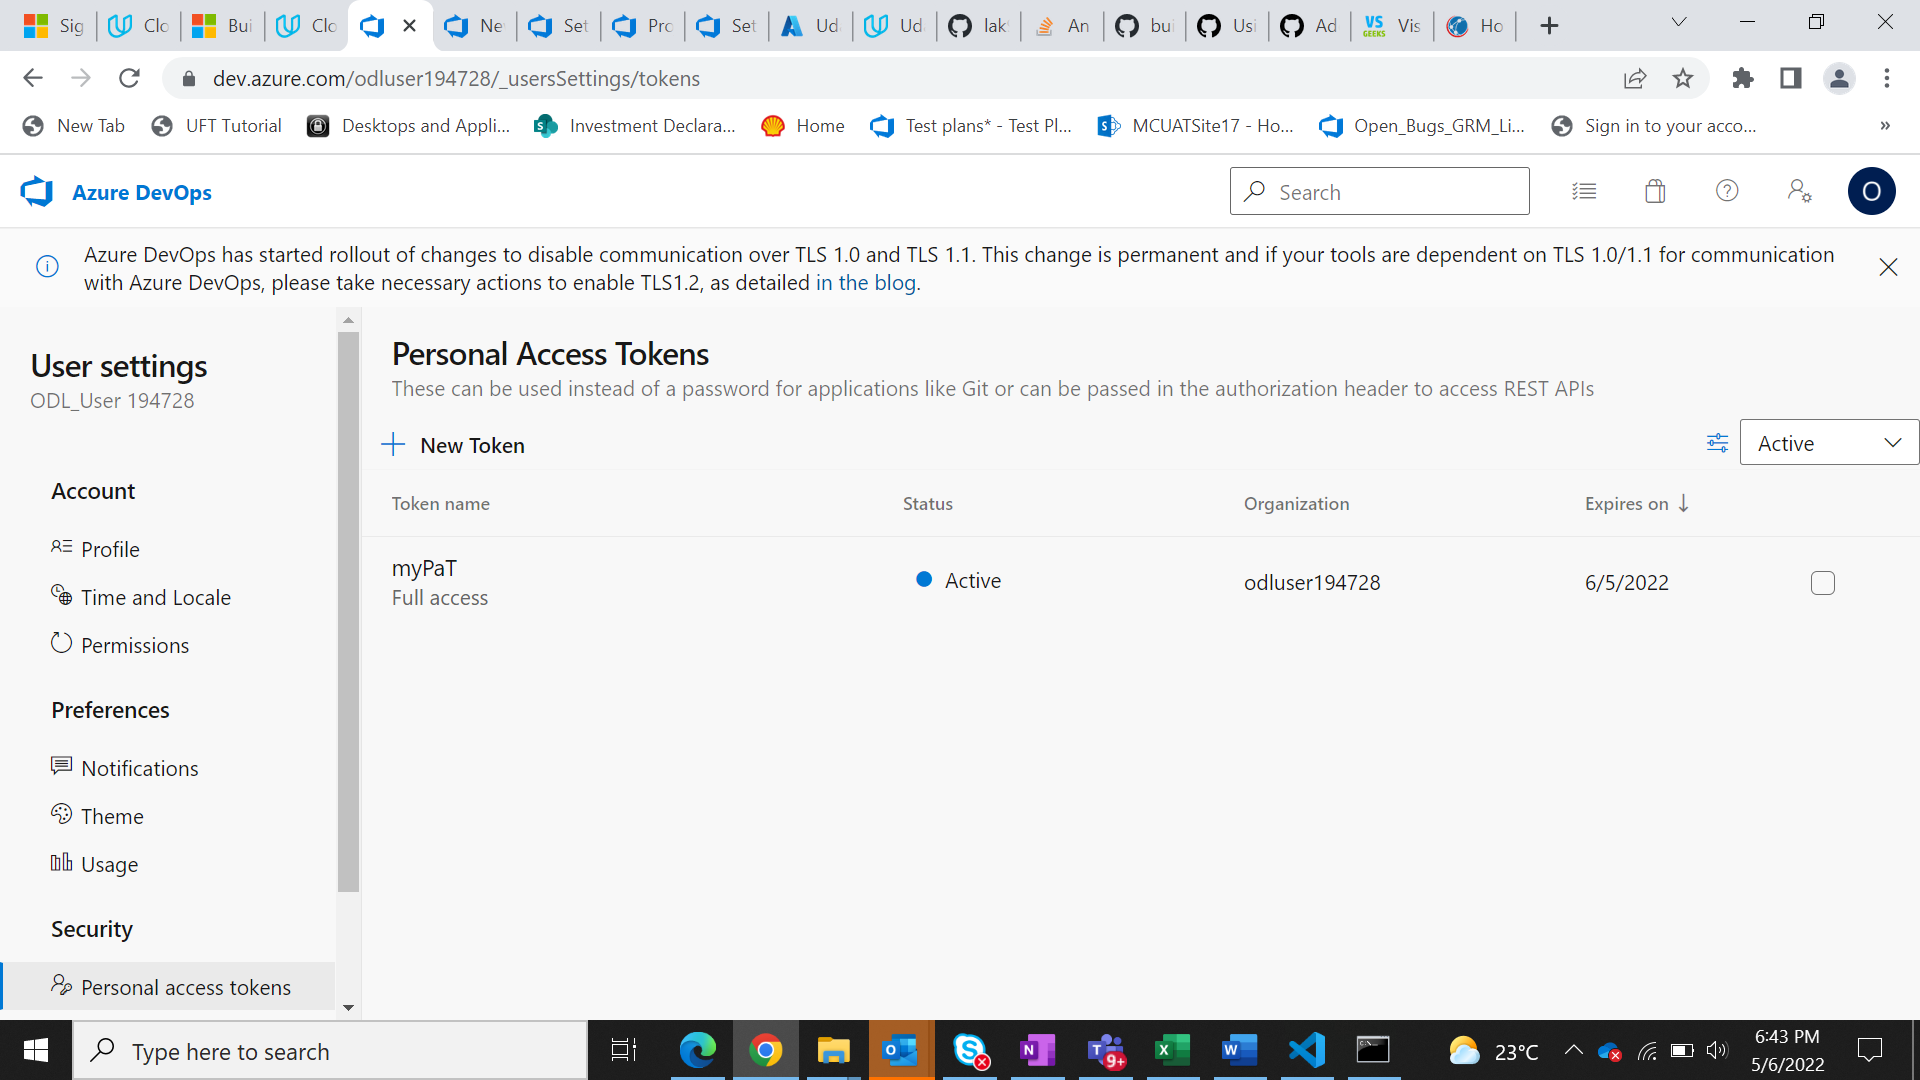 Sig
Clo
Bui
Clo
Ne
Set
Pro
Set
Ud
Ud
lak
An
bui
Usi
Ad
VS
GEEKS
Vis
Ho
dev.azure.com/odluser194728/_usersSettings/tokens
New Tab
UFT Tutorial
Desktops and Appli...
Investment Declara...
Home
Test plans* - Test Pl...
MCUATSite17 - Ho...
Open_Bugs_GRM_Li...
Sign in to your acco...
»
Azure DevOps
Search
O
Azure DevOps has started rollout of changes to disable communication over TLS 1.0 and TLS 1.1. This change is permanent and if your tools are dependent on TLS 1.0/1.1 for communication
with Azure DevOps, please take necessary actions to enable TLS1.2, as detailed in the blog.
User settings
ODL_User 194728
Account
Profile
Time and Locale
Permissions
Preferences
Notifications
Theme
Usage
Security
Personal access tokens
Personal Access Tokens
These can be used instead of a password for applications like Git or can be passed in the authorization header to access REST APIs
New Token
Active
Token name Status Organization Expires on
myPaT
Full access
Active odluser194728 6/5/2022
Type here to search
9+
23°C
6:43 PM
5/6/2022